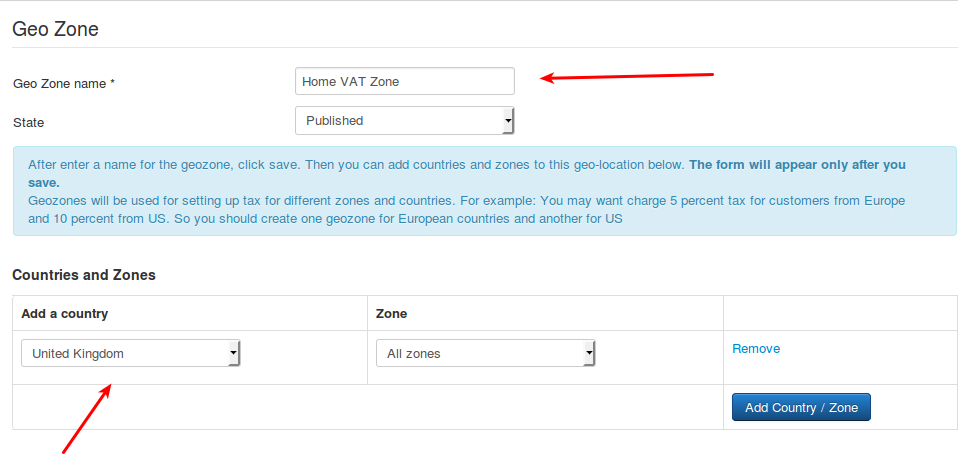 Geo Zone
Geo Zone name *
Home VAT Zone
State
Published
After enter a name for the geozone, click save. Then you can add countries and zones to this geo-location below. The form will appear only after you
save.
Geozones will be used for setting up tax for different zones and countries. For example: You may want charge 5 percent tax for customers from Europe
and 10 percent from US. So you should create one geozone for European countries and another for US
Countries and Zones
Add a country
Zone
United Kingdom
All zones
Remove
Add Country / Zone